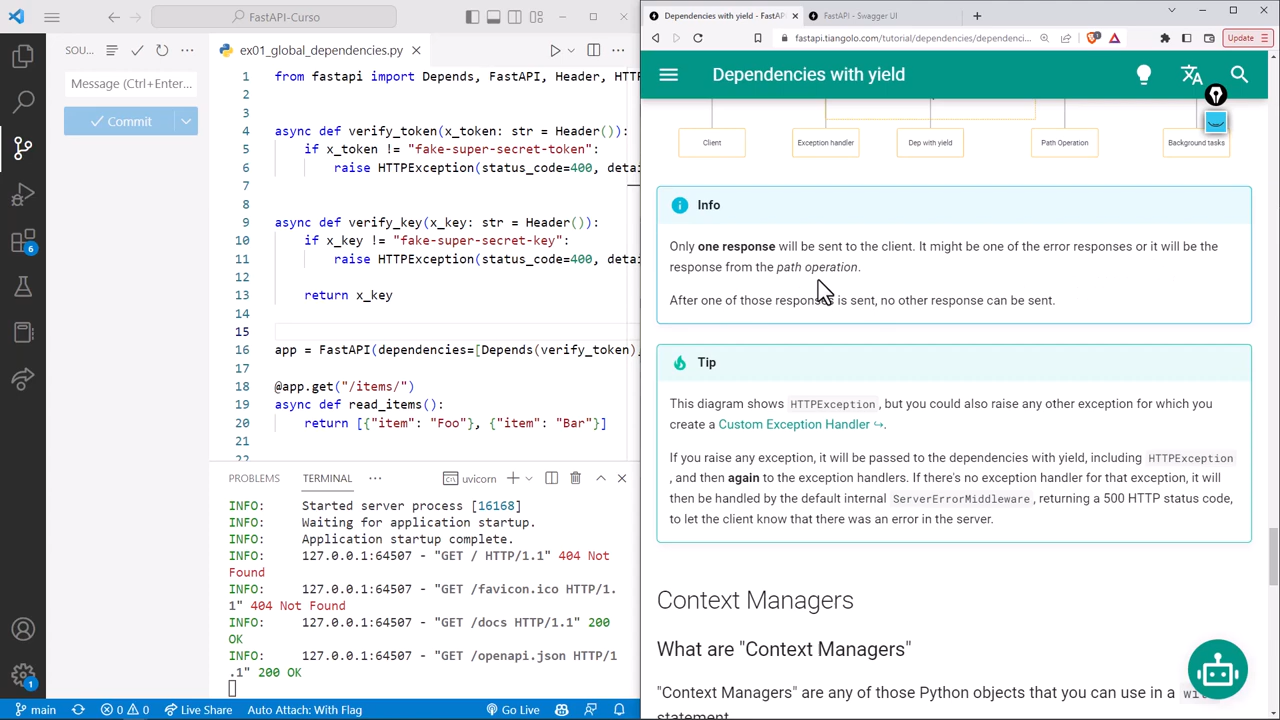 FastAPI-Curso
SOU...
Message (Ctrl+Enter...
Commit
6
1
ex01_global_dependencies.py
1 from fastapi import Depends, FastAPI, Header, HTT
2
3
4 async def verify_token(x_token: str = Header()):
5 if x_token != "fake-super-secret-token":
6 raise HTTPException(status_code=400, detai
7
8
9 async def verify_key(x_key: str = Header()):
10 if x_key != "fake-super-secret-key":
11 raise HTTPException(status_code=400, detai
12
13 return x_key
14
15
16 app = FastAPI(dependencies=[Depends(verify_token),
17
18 @app.get("/items/")
19 async def read_items():
20 return [{"item": "Foo"}, {"item": "Bar"}]
21
22
PROBLEMS TERMINAL ... uvicorn
INFO: Started server process [16168]
INFO: Waiting for application startup.
INFO: Application startup complete.
INFO: 127.0.0.1:64507 - "GET / HTTP/1.1" 404 Not
Found
INFO: 127.0.0.1:64507 - "GET /favicon.ico HTTP/1.
1" 404 Not Found
INFO: 127.0.0.1:64507 - "GET /docs HTTP/1.1" 200
OK
INFO: 127.0.0.1:64507 - "GET /openapi.json HTTP/1
.1" 200 OK
main 0 0 Live Share Auto Attach: With Flag Go Live
Dependencies with yield - FastAP
FastAPI - Swagger UI
fastapi.tiangolo.com/tutorial/dependencies/dependenci...
Update
Dependencies with yield
Client Exception handler Dep with yield Path Operation Background tasks
Info
Only one response will be sent to the client. It might be one of the error responses or it will be the
response from the path operation.
After one of those responses is sent, no other response can be sent.
Tip
This diagram shows HTTPException, but you could also raise any other exception for which you
create a Custom Exception Handler.
If you raise any exception, it will be passed to the dependencies with yield, including HTTPException
, and then again to the exception handlers. If there's no exception handler for that exception, it will
then be handled by the default internal ServerErrorMiddleware, returning a 500 HTTP status code,
to let the client know that there was an error in the server.
Context Managers
What are "Context Managers"
"Context Managers" are any of those Python objects that you can use in a wi
statement.